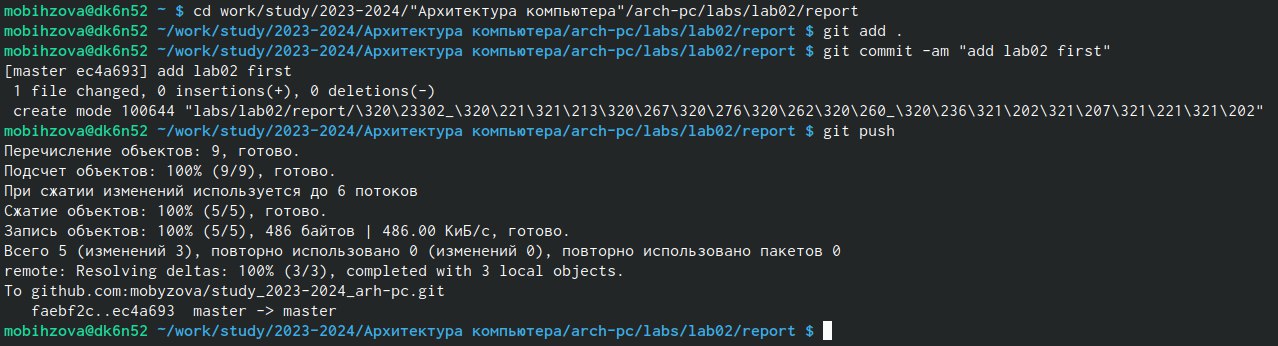 mobihzova@dk6n52 ~ $ cd work/study/2023-2024/"Архитектура компьютера"/arch-pc/labs/lab02/report
mobihzova@dk6n52 ~/work/study/2023-2024/Архитектура компьютера/arch-pc/labs/lab02/report $ git add .
mobihzova@dk6n52 ~/work/study/2023-2024/Архитектура компьютера/arch-pc/labs/lab02/report $ git commit -am "add lab02 first"
[master ec4a693] add lab02 first
 1 file changed, 0 insertions(+), 0 deletions(-)
 create mode 100644 "labs/lab02/report/\320\23302_\320\221\321\213\320\267\320\276\320\262\320\260_\320\236\321\202\321\207\321\221\321\202"
mobihzova@dk6n52 ~/work/study/2023-2024/Архитектура компьютера/arch-pc/labs/lab02/report $ git push
Перечисление объектов: 9, готово.
Подсчет объектов: 100% (9/9), готово.
При сжатии изменений используется до 6 потоков
Сжатие объектов: 100% (5/5), готово.
Запись объектов: 100% (5/5), 486 байтов | 486.00 КиБ/с, готово.
Всего 5 (изменений 3), повторно использовано 0 (изменений 0), повторно использовано пакетов 0
remote: Resolving deltas: 100% (3/3), completed with 3 local objects.
To github.com:mobyzova/study_2023-2024_arh-pc.git
   faebf2c..ec4a693  master -> master
mobihzova@dk6n52 ~/work/study/2023-2024/Архитектура компьютера/arch-pc/labs/lab02/report $